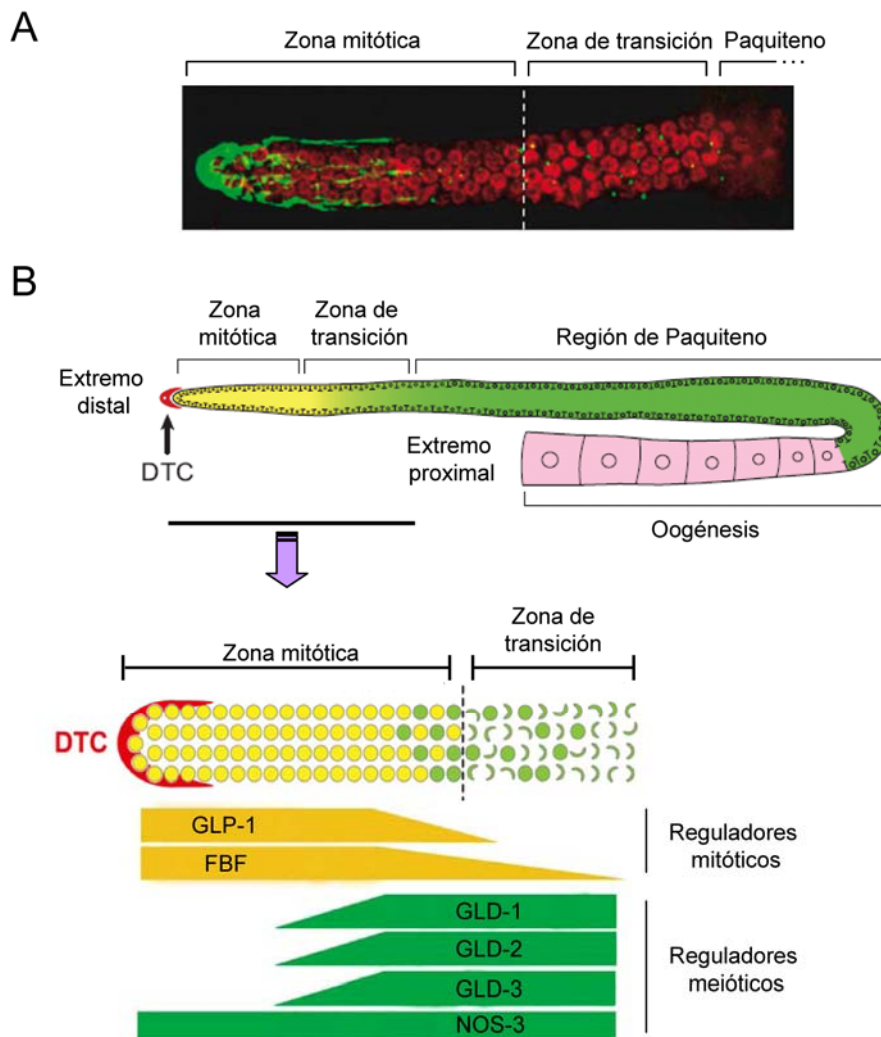 A
Zona mitótica
Zona de transición
Paquiteno
...
B
Zona
mitótica
Zona de
transición
Región de Paquiteno
Extremo
distal
DTC
Extremo
proximal
Oogénesis
Zona mitótica
Zona de
transición
DTC
GLP-1
FBF
Reguladores
mitóticos
GLD-1
GLD-2
GLD-3
NOS-3
Reguladores
meióticos